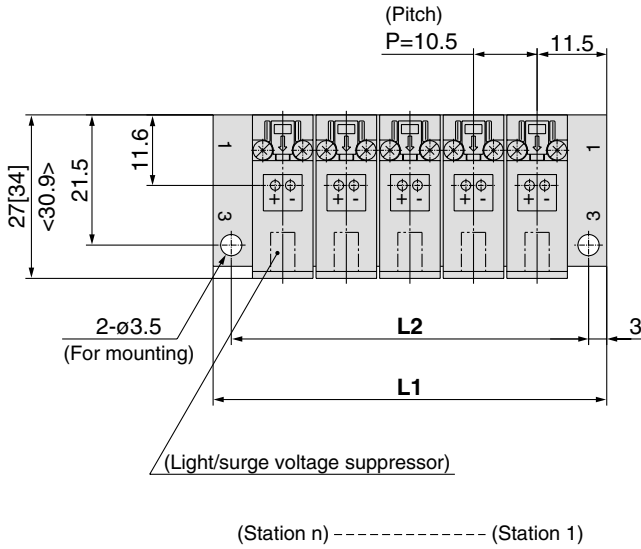 (Pitch)
P=10.5
11.5
27[34]
<30.9>
21.5
11.6
1
1
+ -
+ -
+ -
+ -
+ -
3
3
2-ø3.5
(For mounting)
L2
3
L1
(Light/surge voltage suppressor)
(Station n) -------------- (Station 1)